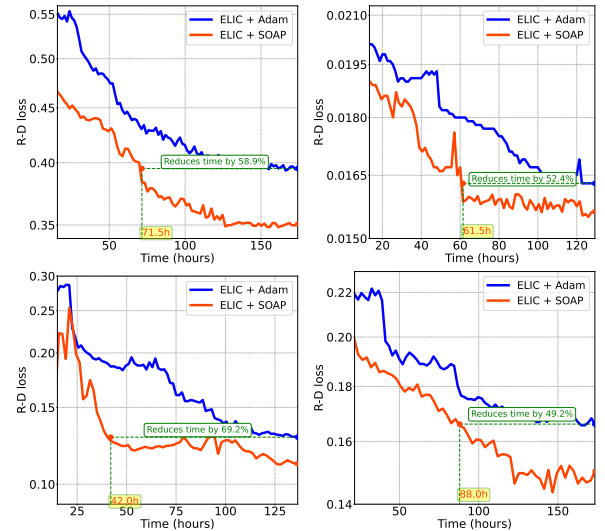 0.55
0.50
0.45
0.40
0.35
R-D loss
ELIC + Adam
ELIC + SOAP
Reduces time by 58.9%
71.5h
50
100
150
Time (hours)
0.0210
0.0195
0.0180
0.0165
0.0150
R-D loss
ELIC + Adam
ELIC + SOAP
Reduces time by 52.4%
61.5h
20
40
60
80
100
120
Time (hours)
0.30
0.25
0.20
0.15
0.10
R-D loss
ELIC + Adam
ELIC + SOAP
Reduces time by 69.2%
42.0h
25
50
75
100
125
Time (hours)
0.22
0.20
0.18
0.16
0.14
R-D loss
ELIC + Adam
ELIC + SOAP
Reduces time by 49.2%
88.0h
50
100
150
Time (hours)